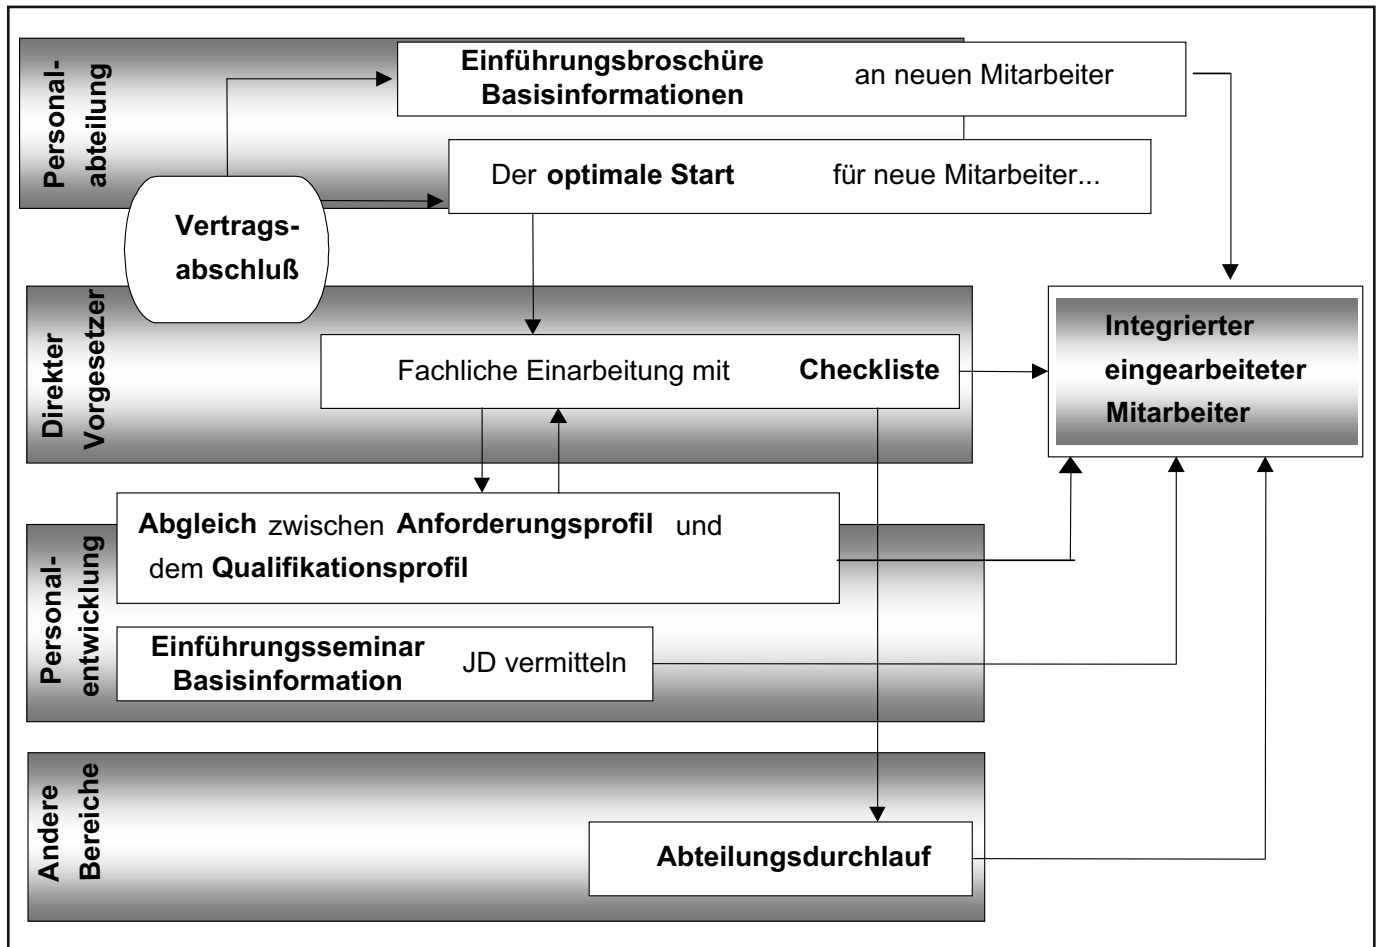 Personal-
abteilung
Einführungsbroschüre
Basisinformationen
an neuen Mitarbeiter
Der optimale Start für neue Mitarbeiter...
Vertrags-
abschluß
Direkter
Vorgesetzer
Fachliche Einarbeitung mit Checkliste
Integrierter
eingearbeiteter
Mitarbeiter
Personal-
entwicklung
Abgleich zwischen Anforderungsprofil und
dem Qualifikationsprofil
Einführungsseminar
Basisinformation
JD vermitteln
Andere
Bereiche
Abteilungsdurchlauf